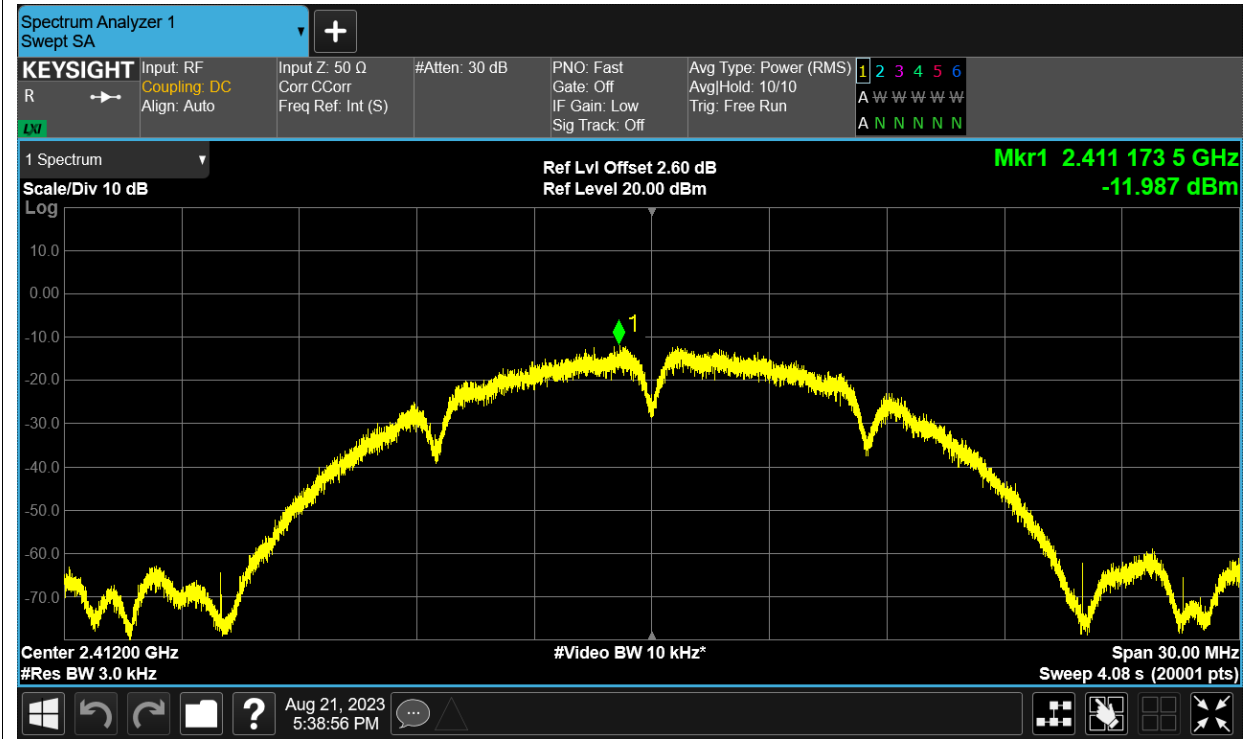 Spectrum Analyzer 1
Swept SA
KEYSIGHT
R
LXI
Input: RF
Coupling: DC
Align: Auto
Input Z: 50 Ω
Corr CCorr
Freq Ref: Int (S)
#Atten: 30 dB
PNO: Fast
Gate: Off
IF Gain: Low
Sig Track: Off
Avg Type: Power (RMS)
Avg|Hold: 10/10
Trig: Free Run
1 2 3 4 5 6
A W W W W W
A N N N N N
1 Spectrum
Scale/Div 10 dB
Log
Ref Lvl Offset 2.60 dB
Ref Level 20.00 dBm
Mkr1 2.411 173 5 GHz
-11.987 dBm
10.0
0.00
-10.0
-20.0
-30.0
-40.0
-50.0
-60.0
-70.0
1
Center 2.41200 GHz
#Res BW 3.0 kHz
#Video BW 10 kHz*
Span 30.00 MHz
Sweep 4.08 s (20001 pts)
?
Aug 21, 2023
5:38:56 PM